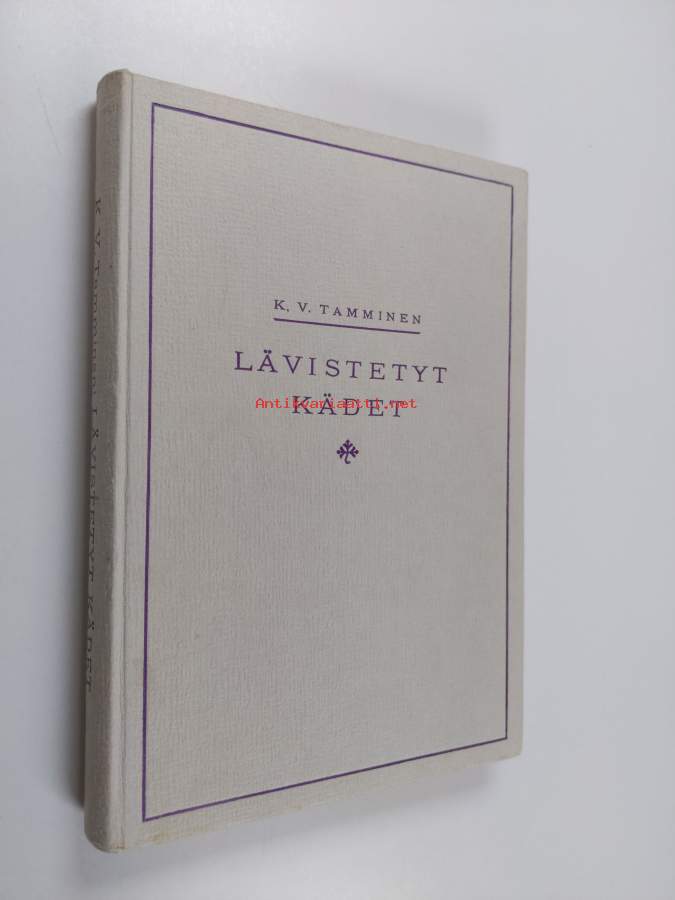 K. V. TAMMINEN
LÄVISTETYT
KÄDET
Antikvariaatti.net
K. V. Tamminen: LÄVISTETYT KÄDET